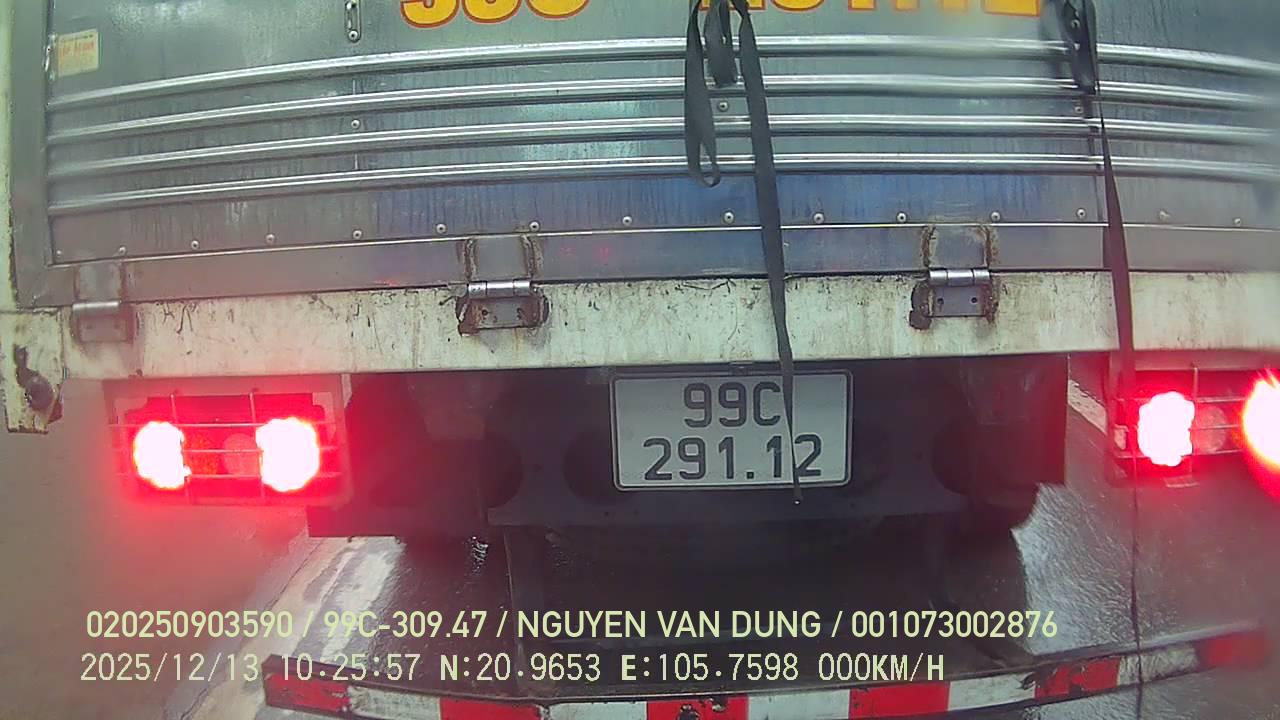 99C
291.12
020250903590 / 99C-309.47 / NGUYEN VAN DUNG / 001073002876
2025/12/13 10:25:57 N:20.9653 E:105.7598 000KM/H